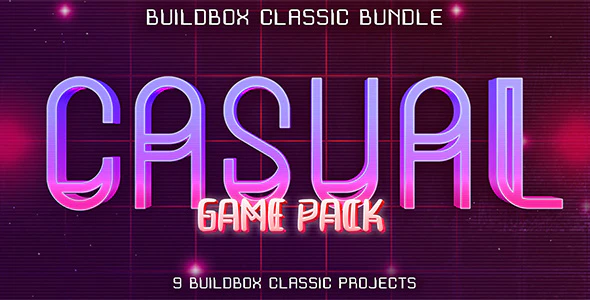 BUILDBOX CLASSIC BUNDLE
CASUAL
GAME PACK
9 BUILDBOX CLASSIC PROJECTS